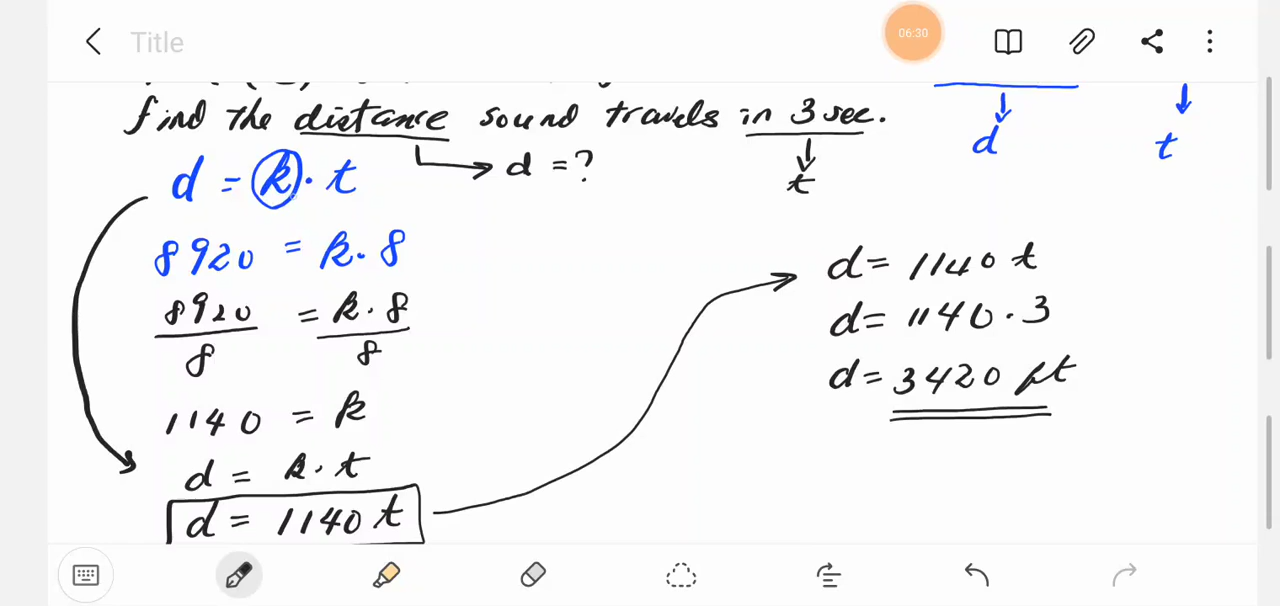 Title
06:30
find the distance sound travels in 3 sec.
d = ?
t
d
t
d = k · t
8920 = k · 8
8920 = k · 8
8 8
1140 = k
d = k · t
d = 1140 t
d = 1140 t
d = 1140 · 3
d = 3420 ft